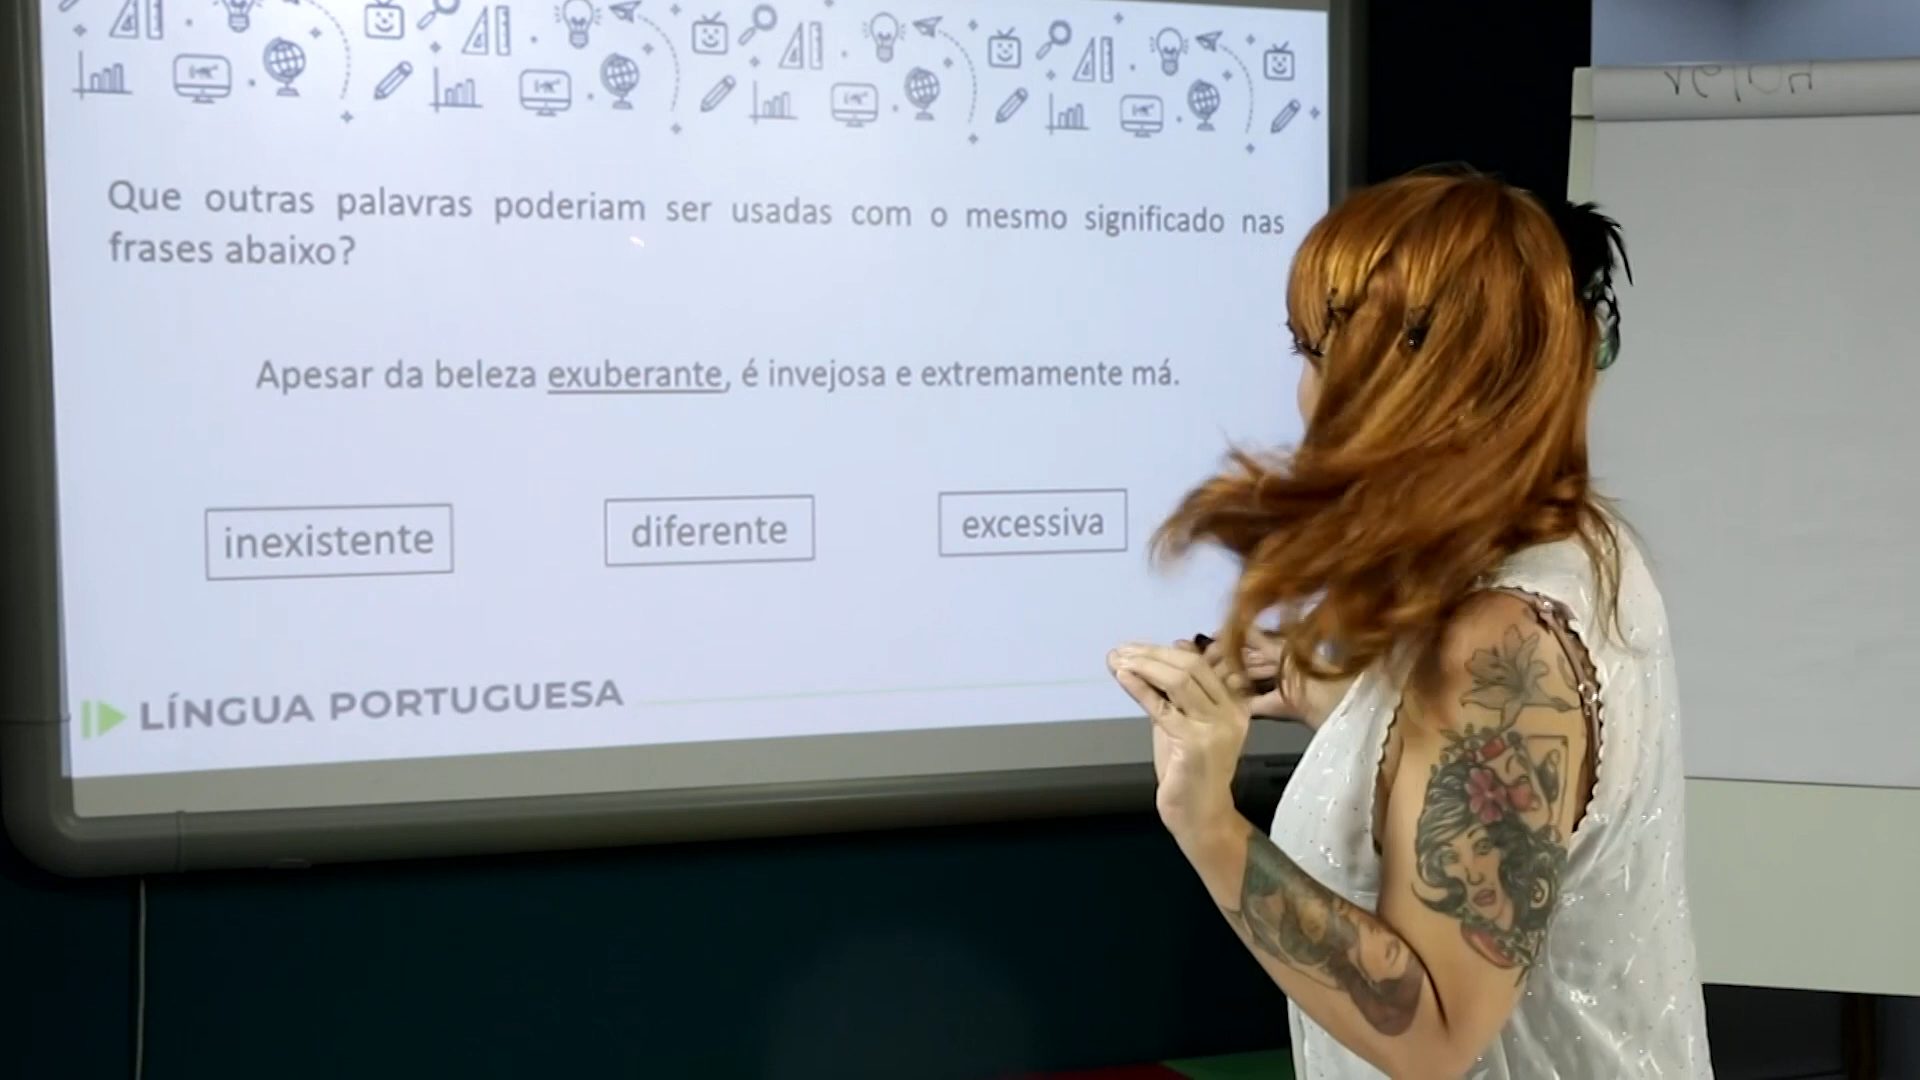 Que outras palavras poderiam ser usadas com o mesmo significado nas
frases abaixo?
Apesar da beleza exuberante, é invejosa e extremamente má.
inexistente
diferente
excessiva
LÍNGUA PORTUGUESA